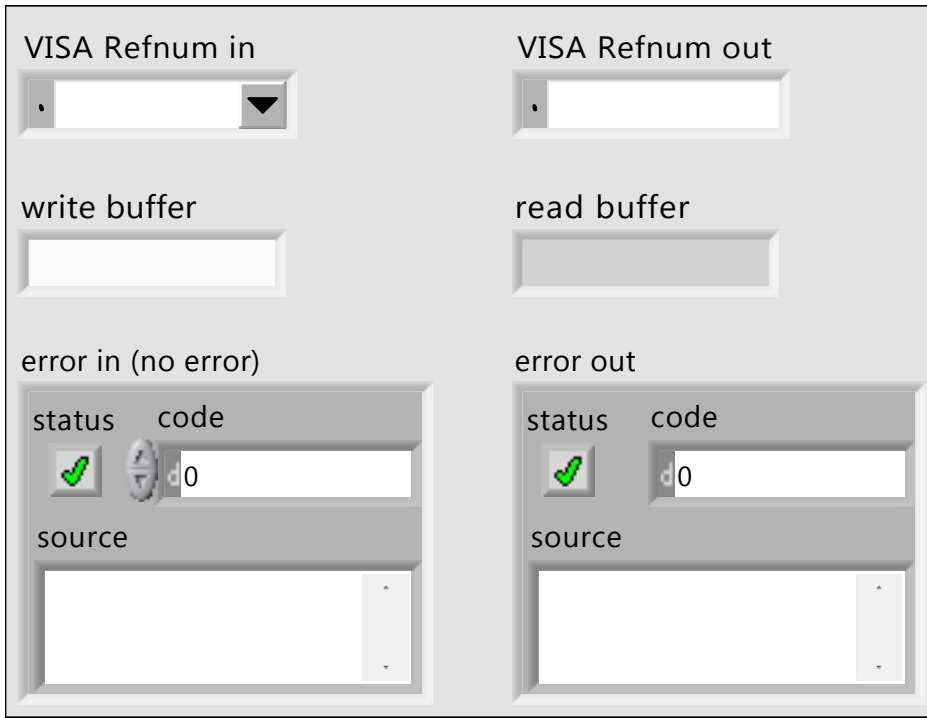 VISA Refnum in
VISA Refnum out
write buffer
read buffer
error in (no error)
status
code
d
0
source
error out
status
code
d
0
source